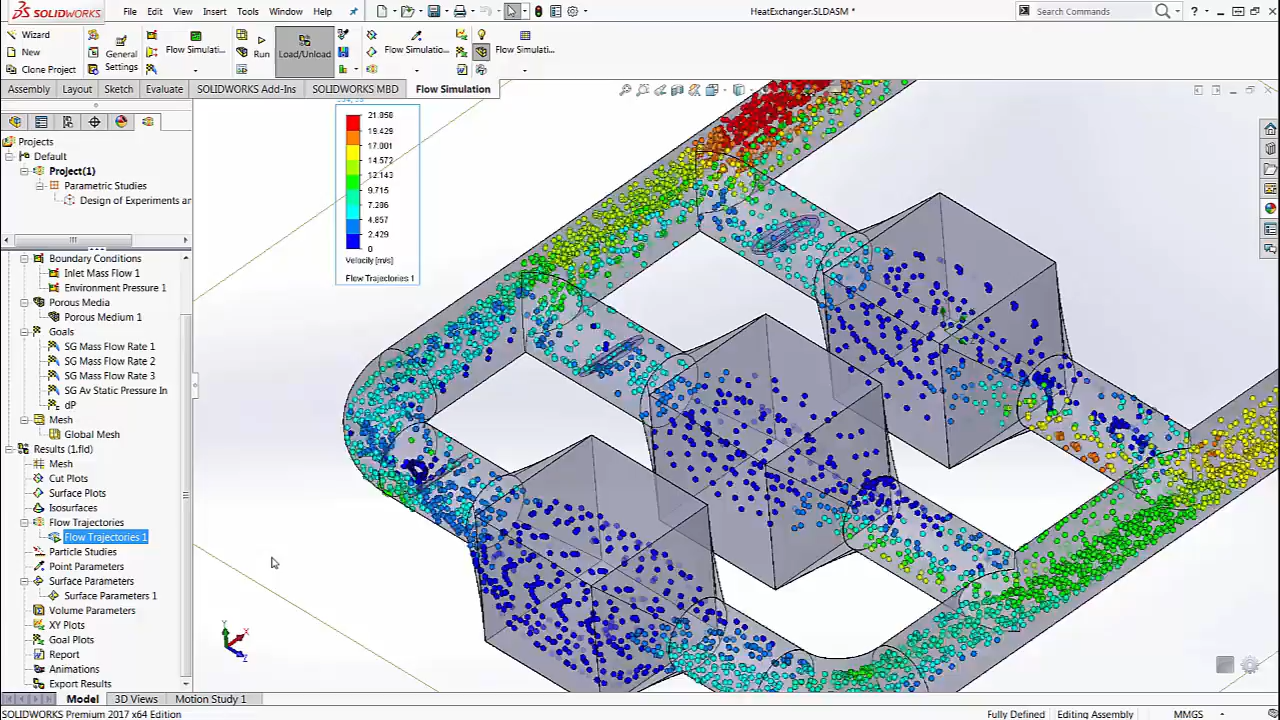 SOLIDWORKS File Edit View Insert Tools Window Help HeatExchanger.SLDASM * Search Commands
Wizard
New
Clone Project
General Settings
Flow Simulati...
Run
Load/Unload
Flow Simulatio...
Flow Simulati...
Assembly Layout Sketch Evaluate SOLIDWORKS Add-Ins SOLIDWORKS MBD Flow Simulation
Projects
Default
Project(1)
Parametric Studies
Design of Experiments an
Boundary Conditions
Inlet Mass Flow 1
Environment Pressure 1
Porous Media
Porous Medium 1
Goals
SG Mass Flow Rate 1
SG Mass Flow Rate 2
SG Mass Flow Rate 3
SG Av Static Pressure In
dP
Mesh
Global Mesh
Results (1.fld)
Mesh
Cut Plots
Surface Plots
Isosurfaces
Flow Trajectories
Flow Trajectories 1
Particle Studies
Point Parameters
Surface Parameters
Surface Parameters 1
Volume Parameters
XY Plots
Goal Plots
Report
Animations
Export Results
21.858
19.429
17.001
14.572
12.143
9.715
7.286
4.857
2.429
0
Velocity [m/s]
Flow Trajectories 1
Y
X
Z
Model 3D Views Motion Study 1
SOLIDWORKS Premium 2017 x64 Edition Fully Defined Editing Assembly MMGS